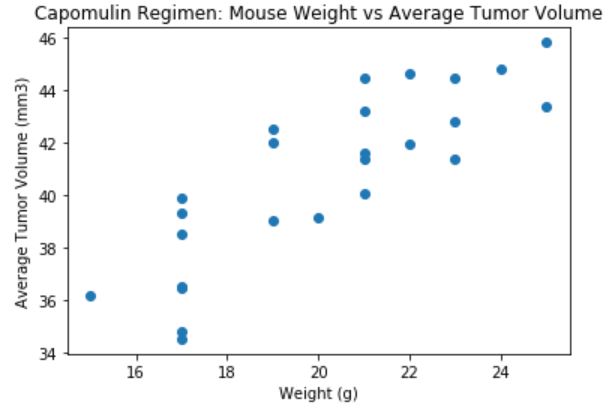 Capomulin Regimen: Mouse Weight vs Average Tumor Volume
46
44
42
40
38
36
34
Average Tumor Volume (mm3)
16 18 20 22 24
Weight (g)